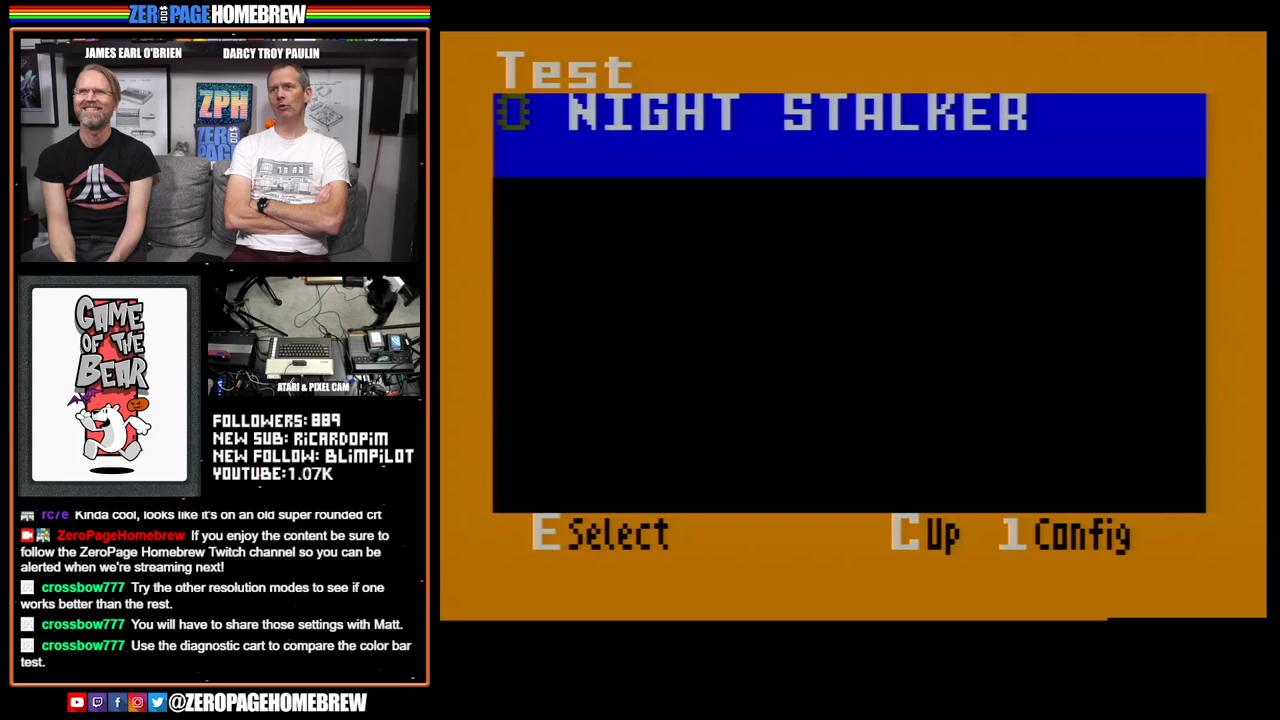 ZEROPAGE HOMEBREW
JAMES EARL O'BRIEN
DARCY TROY PAULIN
ZPH
GAME
OF THE
BEAR
ATARI & PIXEL CAM
FOLLOWERS: 889
NEW SUB: RICARDOPIM
NEW FOLLOW: BLIMPILOT
YOUTUBE: 1.07K
rc7e Kinda cool, looks like it's on an old super rounded crt
ZeroPageHomebrew If you enjoy the content be sure to
follow the ZeroPage Homebrew Twitch channel so you can be
alerted when we're streaming next!
crossbow777 Try the other resolution modes to see if one
works better than the rest.
crossbow777 You will have to share those settings with Matt.
crossbow777 Use the diagnostic cart to compare the color bar
test.
@ZEROPAGEHOMEBREW
Test
0 NIGHT STALKER
E Select
C Up
1 Config